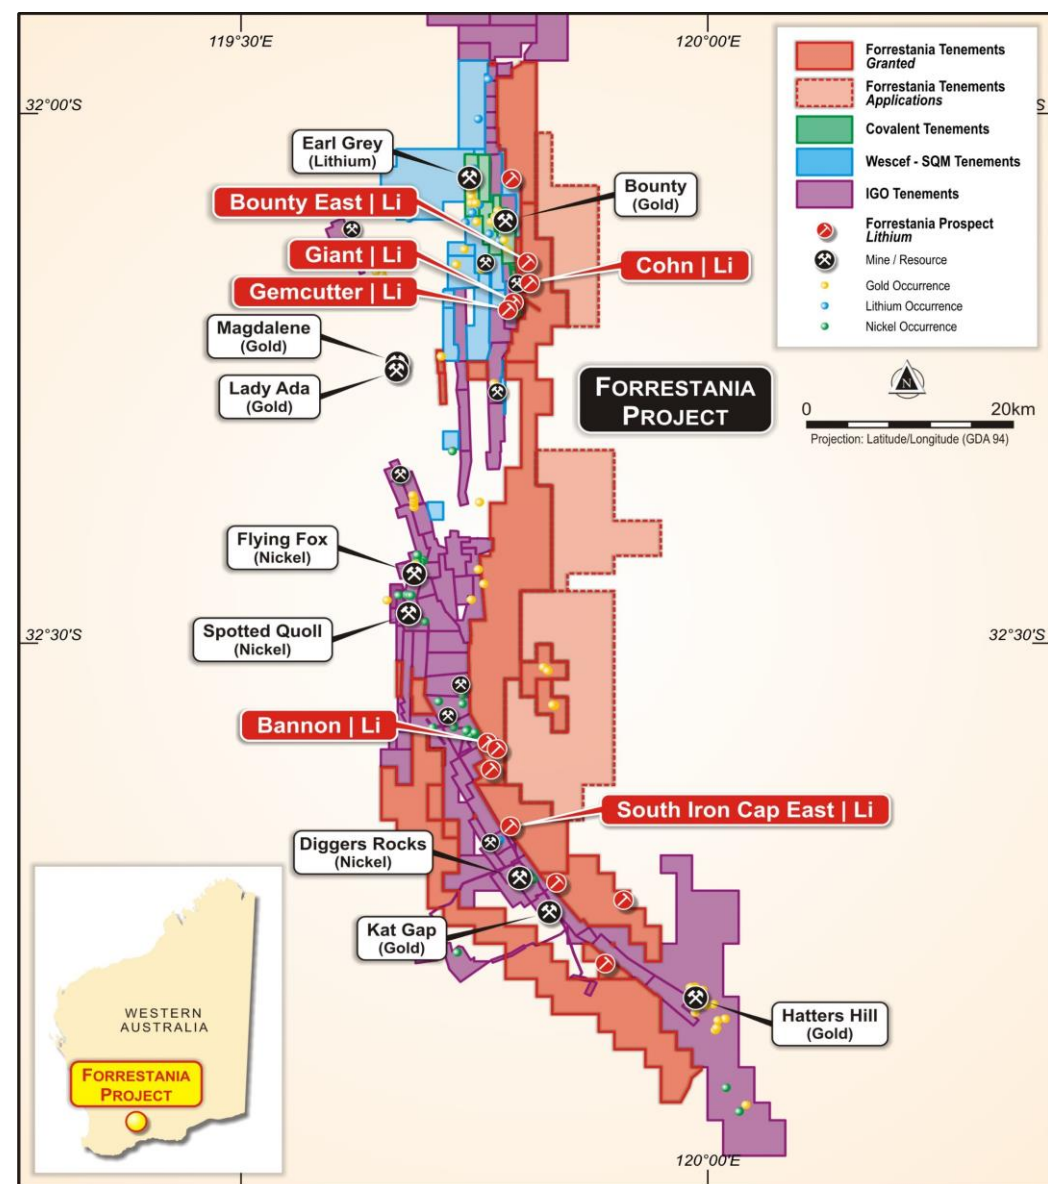 119°30'E
120°00'E
32°00'S
Forrestania Tenements
Granted
Forrestania Tenements
Applications
Covalent Tenements
Wescef - SQM Tenements
IGO Tenements
Forrestania Prospect
Lithium
Mine / Resource
Gold Occurrence
Lithium Occurrence
Nickel Occurrence
N
0
20km
Projection: Latitude/Longitude (GDA 94)
Earl Grey
(Lithium)
Bounty
(Gold)
Bounty East | Li
Giant | Li
Cohn | Li
Gemcutter | Li
Magdalene
(Gold)
Lady Ada
(Gold)
FORRESTANIA
PROJECT
Flying Fox
(Nickel)
Spotted Quoll
(Nickel)
32°30'S
32°30'S
Bannon | Li
South Iron Cap East | Li
Diggers Rocks
(Nickel)
Kat Gap
(Gold)
Hatters Hill
(Gold)
WESTERN
AUSTRALIA
FORRESTANIA
PROJECT
120°00'E